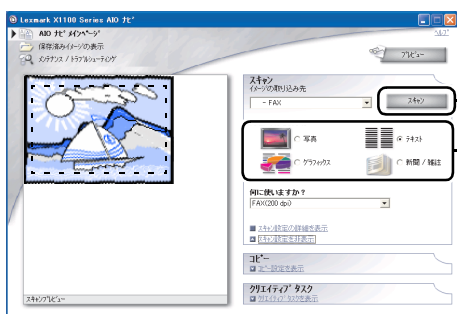 Lexmark X1100 Series AIO ﾅﾋﾞ
AIO ﾅﾋﾞ ﾒｲﾝﾍﾟｰｼﾞ
ﾍﾙﾌﾟ
保存済みｲﾒｰｼﾞの表示
ﾒﾝﾃﾅﾝｽ / ﾄﾗﾌﾞﾙｼｭｰﾃｨﾝｸﾞ
ﾌﾟﾚﾋﾞｭｰ
スキャン
ｲﾒｰｼﾞの取り込み先
- FAX
ｽｷｬﾝ
写真
ﾃｷｽﾄ
ｸﾞﾗﾌｨｯｸｽ
新聞 / 雑誌
何に使いますか？
FAX(200 dpi)
ｽｷｬﾝ設定の詳細を表示
ｽｷｬﾝ設定を非表示
ｺﾋﾟｰ
ｺﾋﾟｰ設定を表示
ｸﾘｴｲﾃｨﾌﾞ ﾀｽｸ
ｸﾘｴｲﾃｨﾌﾞ ﾀｽｸを表示
ｽｷｬﾝﾌﾟﾚﾋﾞｭｰ